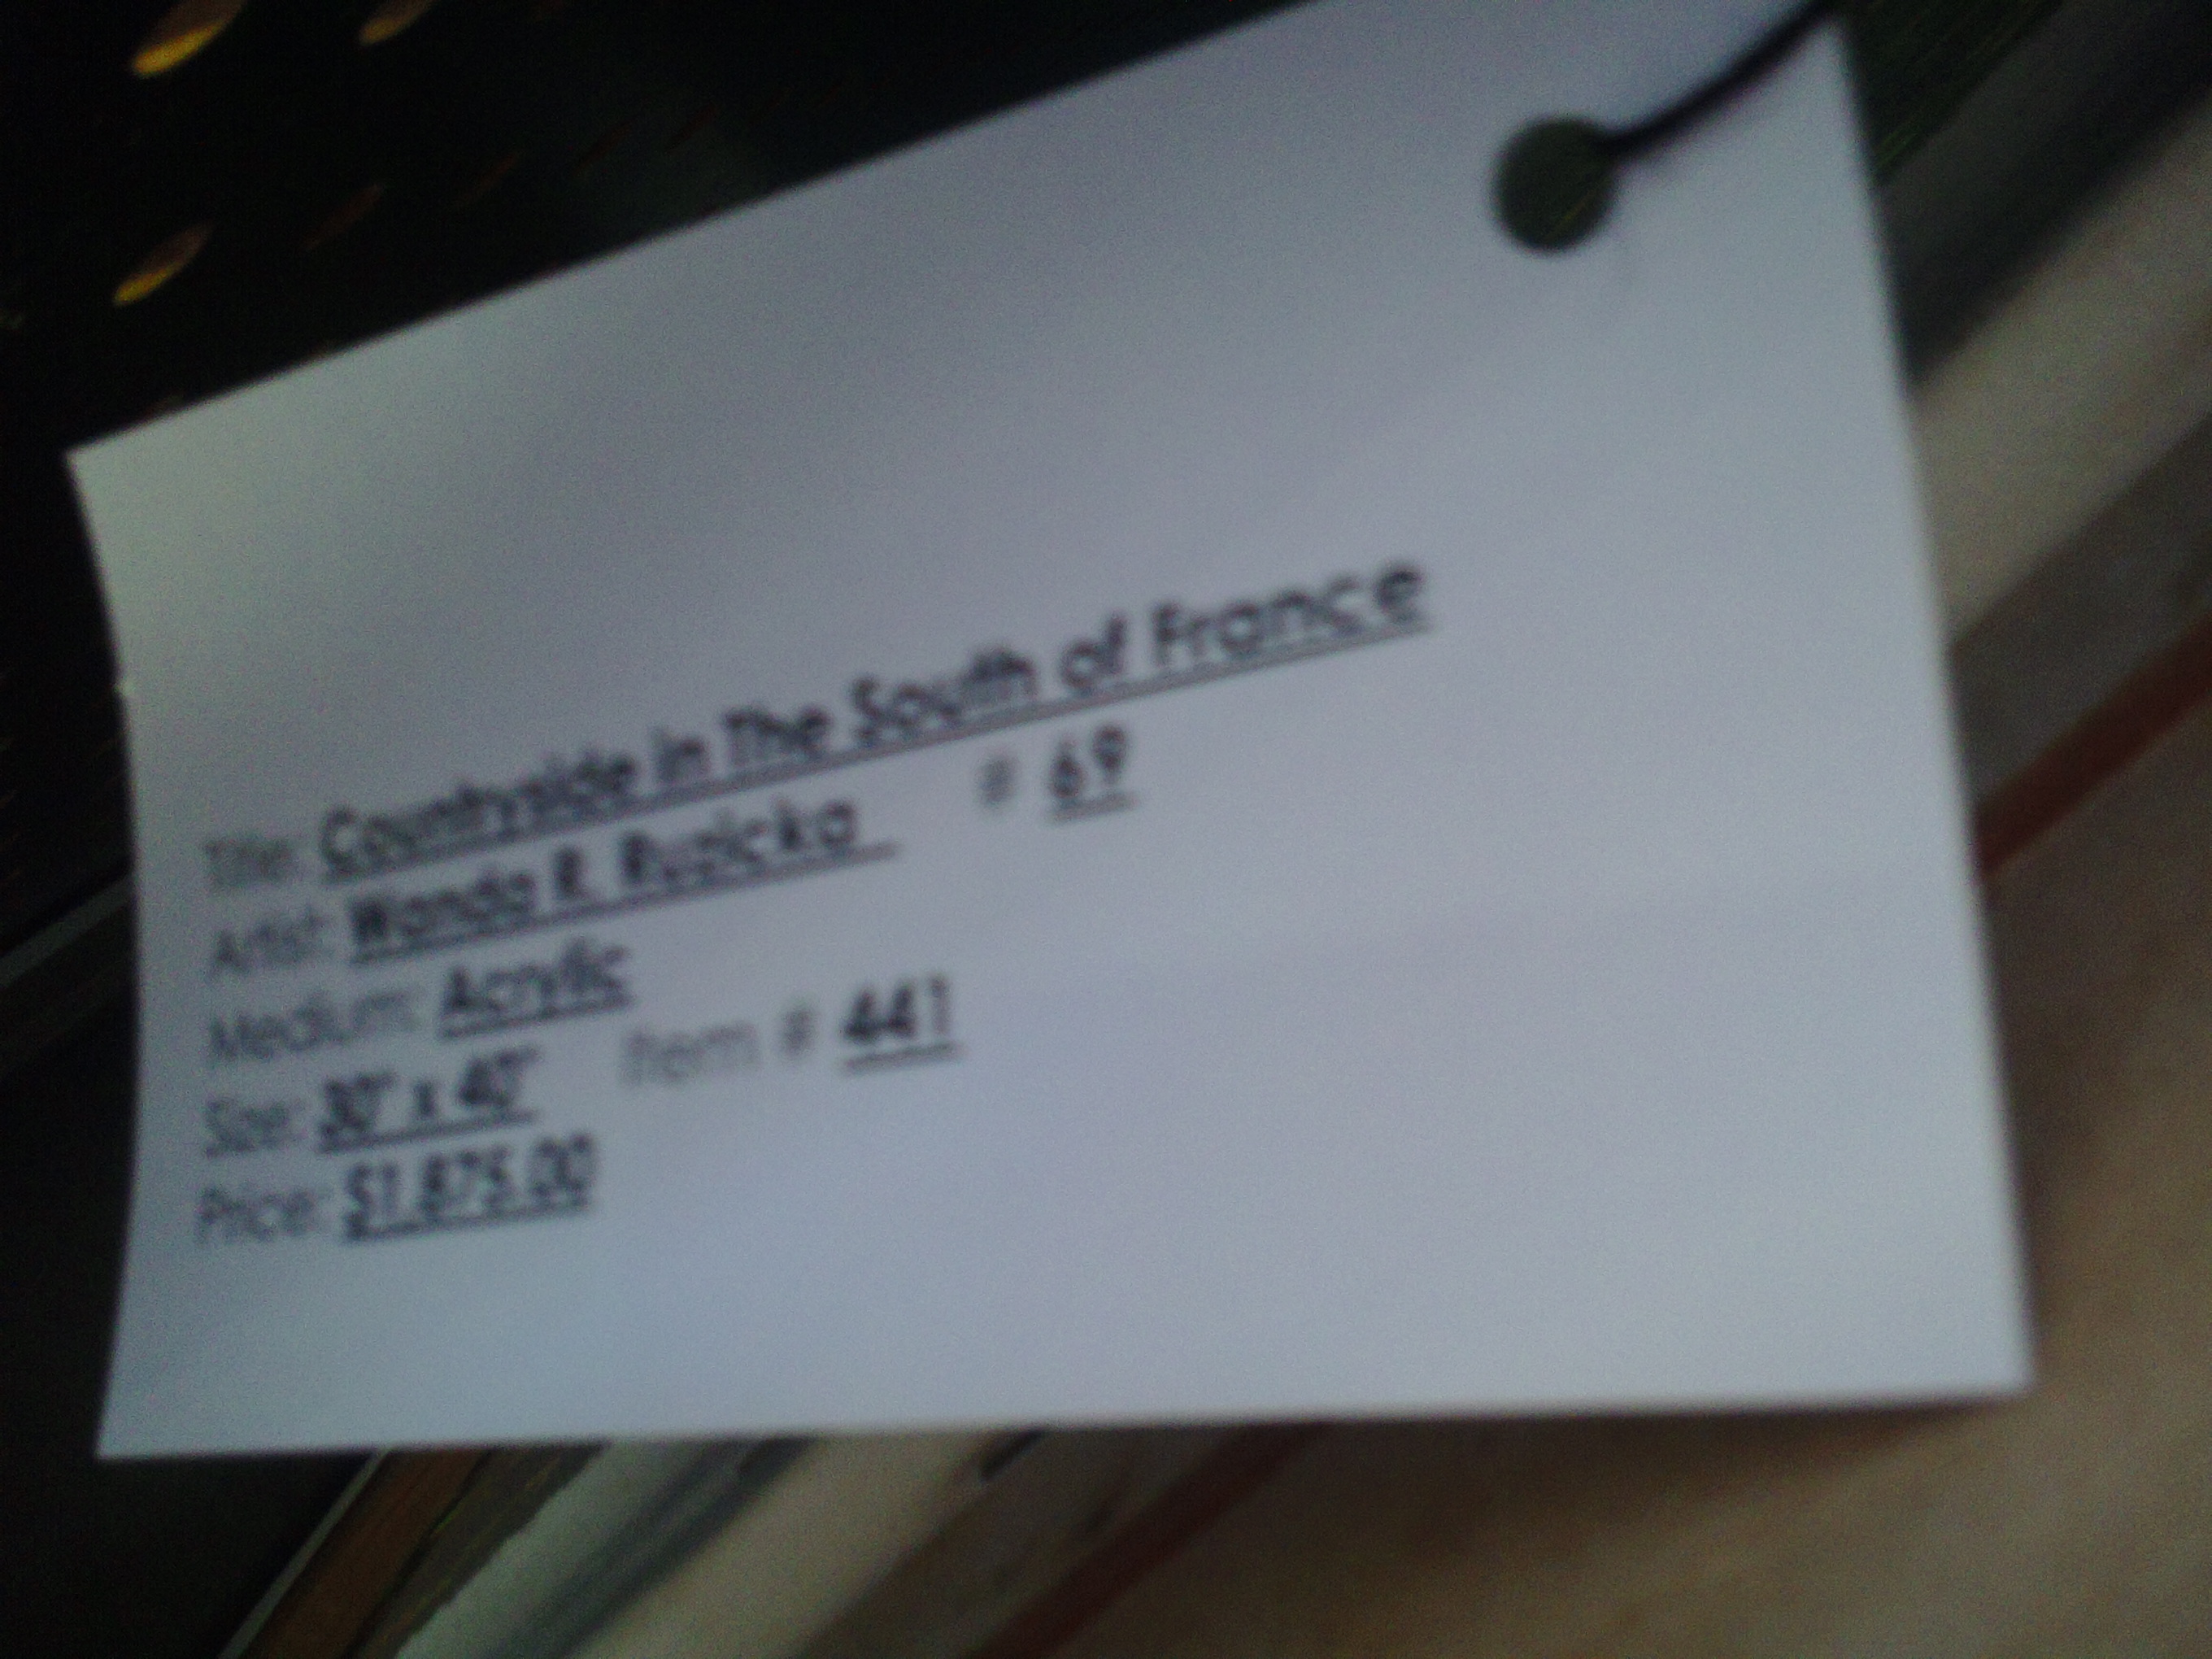 Title: Countryside in The South of France
Artist: Wanda R. Ruzicka # 69
Medium: Acrylic
Size: 30" x 40" Item # 441
Price: $1,875.00